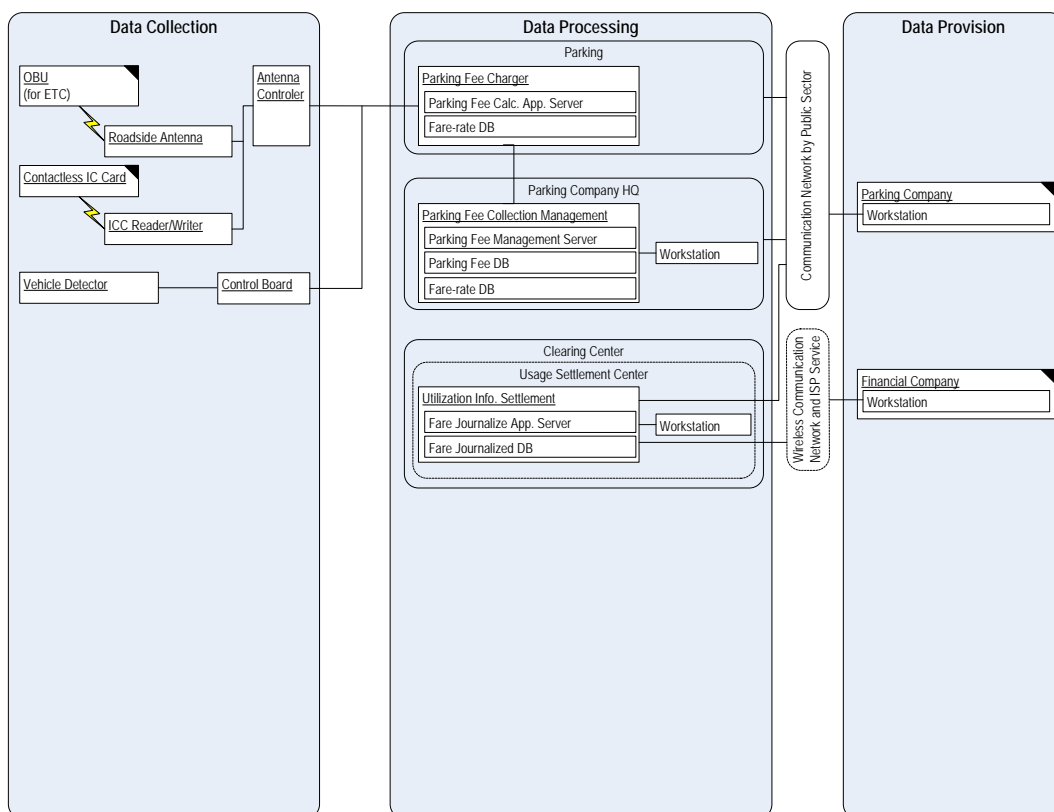 Data Collection
OBU
(for ETC)
Roadside Antenna
Antenna
Controler
Contactless IC Card
ICC Reader/Writer
Vehicle Detector
Control Board
Data Processing
Parking
Parking Fee Charger
Parking Fee Calc. App. Server
Fare-rate DB
Parking Company HQ
Parking Fee Collection Management
Parking Fee Management Server
Parking Fee DB
Fare-rate DB
Workstation
Clearing Center
Usage Settlement Center
Utilization Info. Settlement
Fare Journalize App. Server
Fare Journalized DB
Workstation
Communication Network by Public Sector
Wireless Communication
Network and ISP Service
Data Provision
Parking Company
Workstation
Financial Company
Workstation